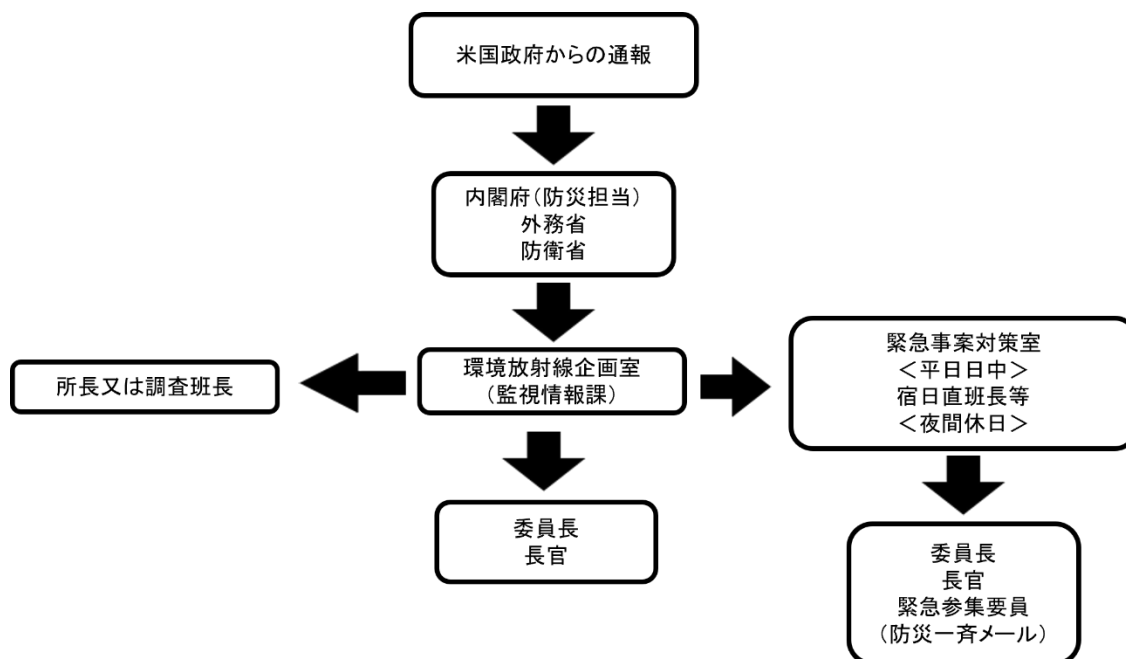 米国政府からの通報
内閣府(防災担当)
外務省
防衛省
所長又は調査班長
環境放射線企画室
(監視情報課)
緊急事案対策室
<平日日中>
宿日直班長等
<夜間休日>
委員長
長官
委員長
長官
緊急参集要員
(防災一斉メール)